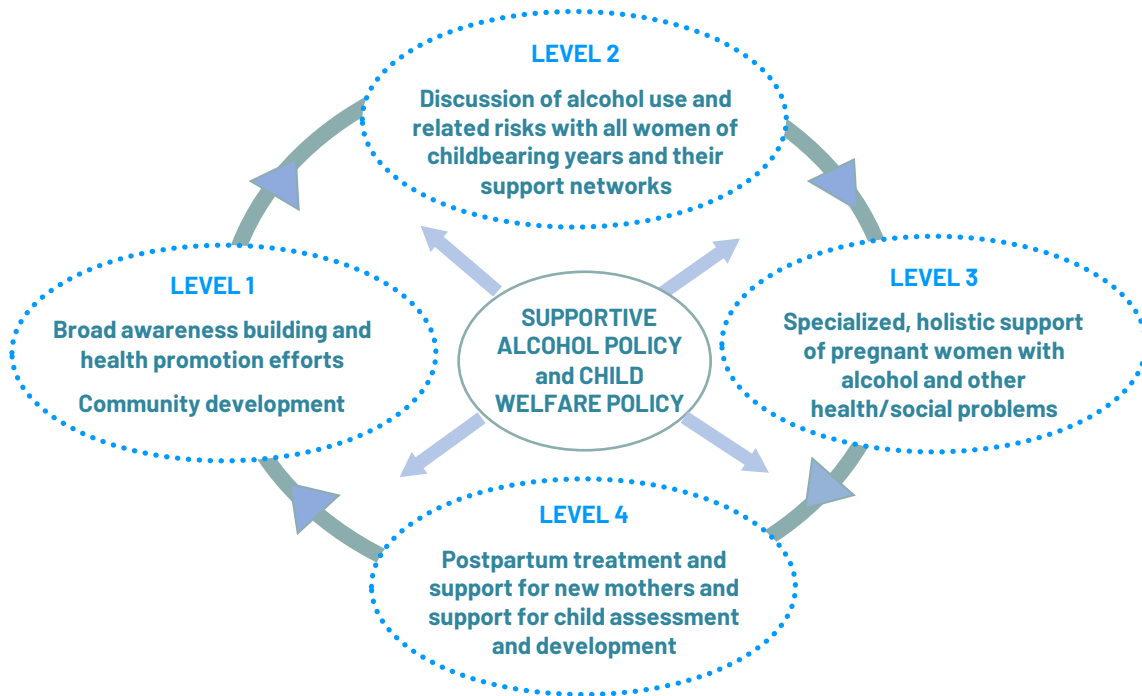 LEVEL 2
Discussion of alcohol use and
related risks with all women of
childbearing years and their
support networks
LEVEL 1
Broad awareness building and
health promotion efforts
Community development
SUPPORTIVE
ALCOHOL POLICY
and CHILD
WELFARE POLICY
LEVEL 3
Specialized, holistic support
of pregnant women with
alcohol and other
health/social problems
LEVEL 4
Postpartum treatment and
support for new mothers and
support for child assessment
and development